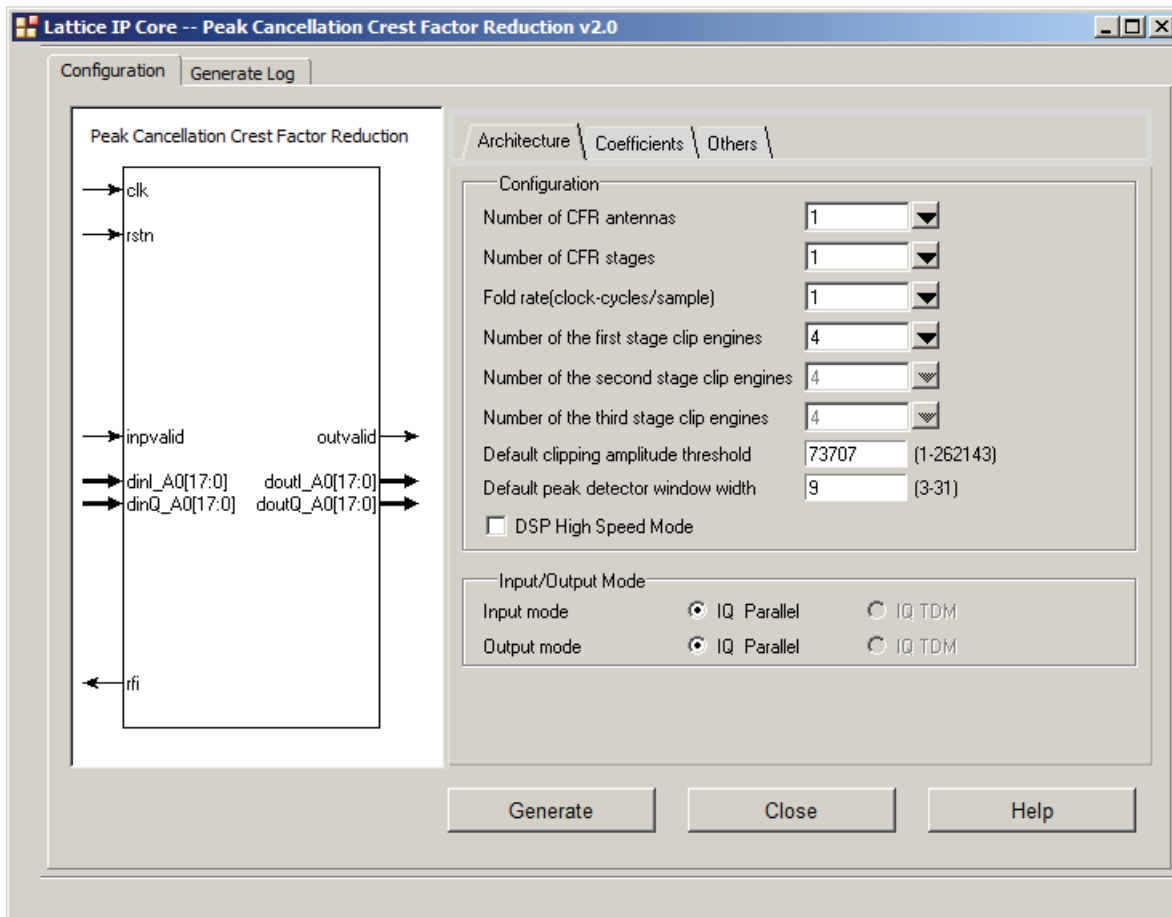 Lattice IP Core -- Peak Cancellation Crest Factor Reduction v2.0
Configuration Generate Log
Peak Cancellation Crest Factor Reduction
clk
rstn
inpvalid outvalid
dinI_A0[17:0] doutI_A0[17:0]
dinQ_A0[17:0] doutQ_A0[17:0]
rfi
Architecture Coefficients Others
Configuration
Number of CFR antennas 1
Number of CFR stages 1
Fold rate(clock-cycles/sample) 1
Number of the first stage clip engines 4
Number of the second stage clip engines 4
Number of the third stage clip engines 4
Default clipping amplitude threshold 73707 (1-262143)
Default peak detector window width 9 (3-31)
DSP High Speed Mode
Input/Output Mode
Input mode IQ Parallel IQ TDM
Output mode IQ Parallel IQ TDM
Generate Close Help